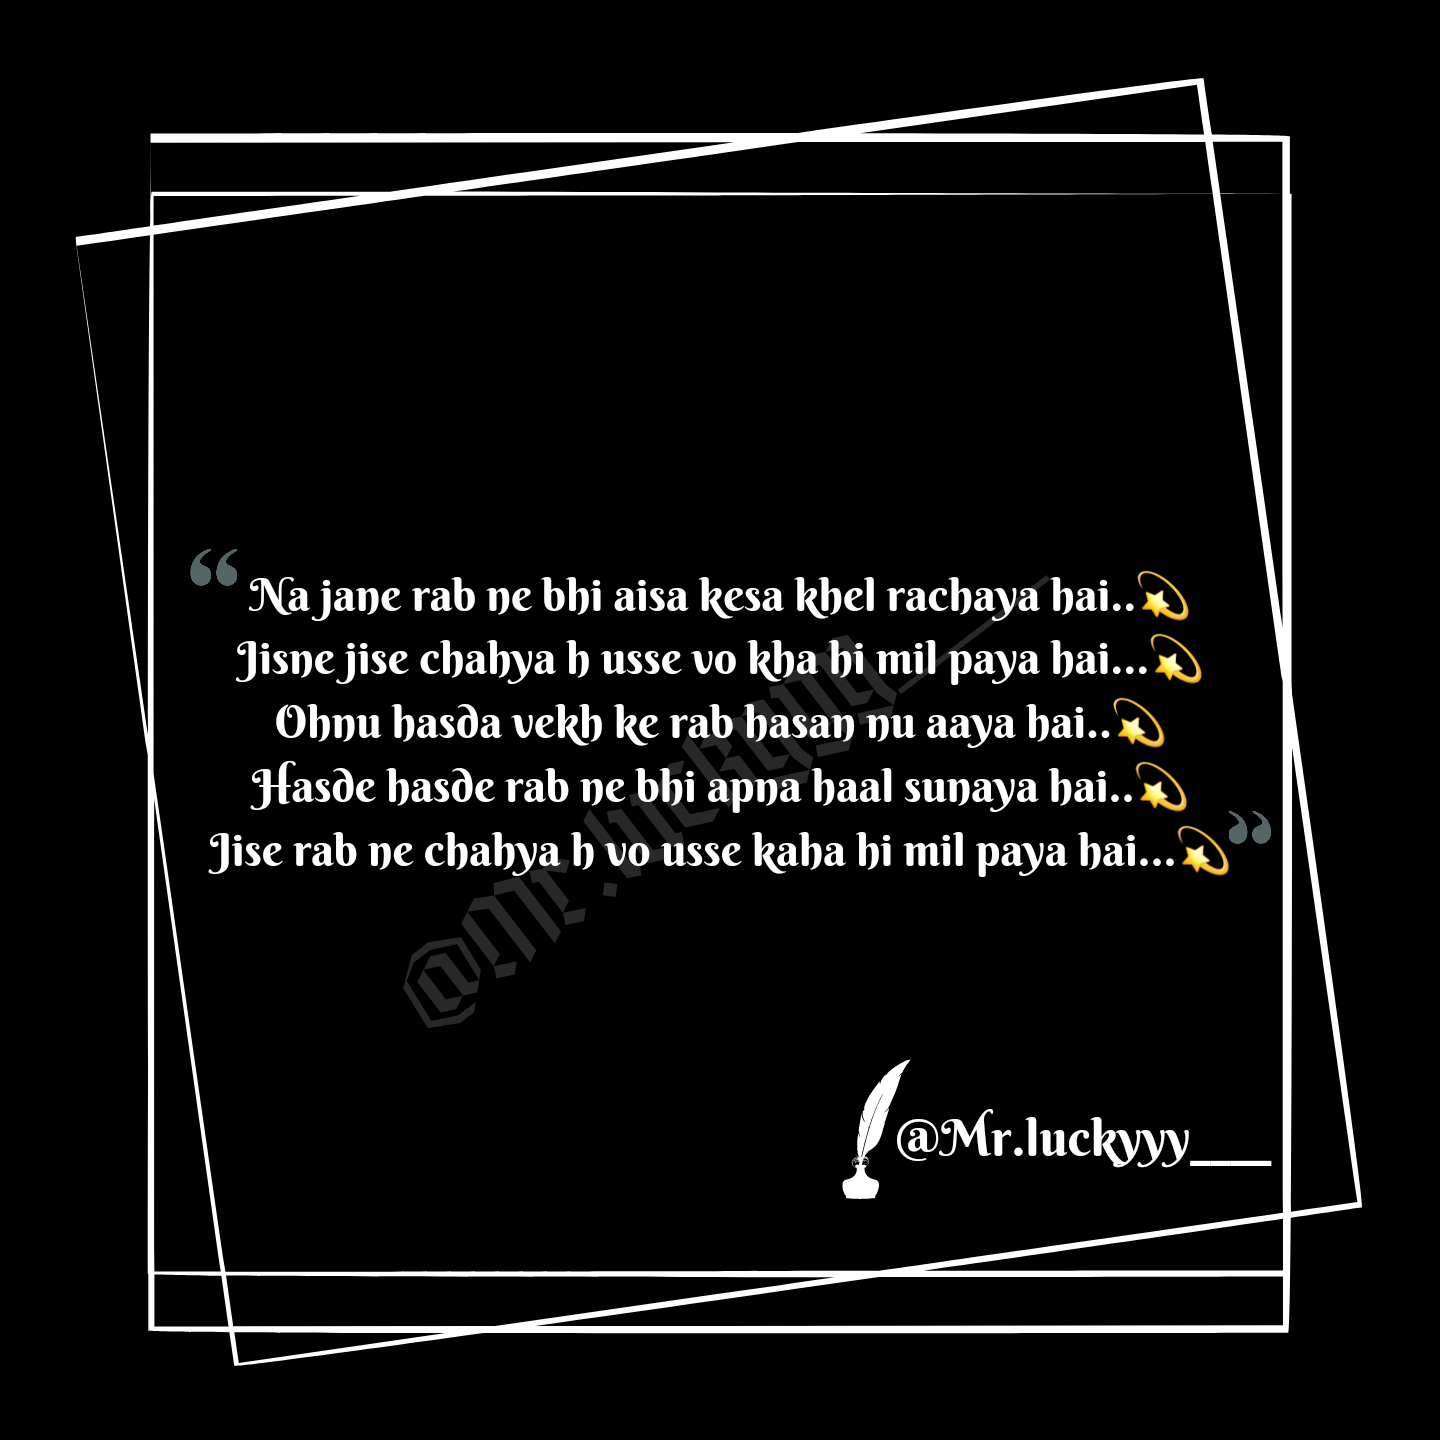 “Na jane rab ne bhi aisa kesa khel rachaya hai..💫
Jisne jise chahya h usse vo kha hi mil paya hai...💫
Ohnu hasda vekh ke rab hasan nu aaya hai..💫
Hasde hasde rab ne bhi apna haal sunaya hai..💫
Jise rab ne chahya h vo usse kaha hi mil paya hai...💫”
@Mr.luckyyy___
@Mr.luckyyy____